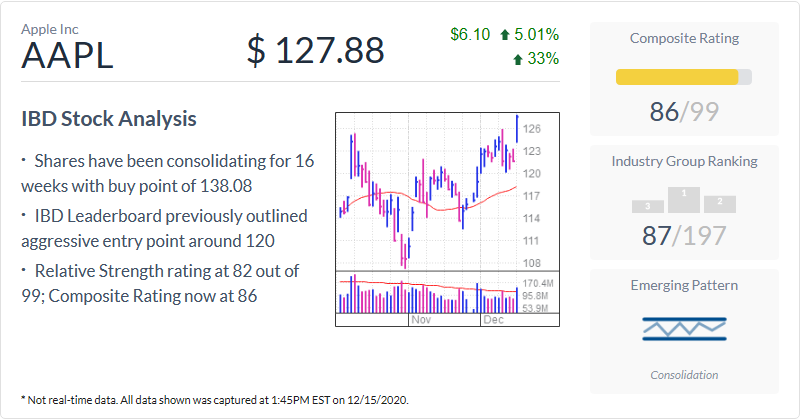 Apple Inc
AAPL
$ 127.88
$6.10 5.01%
33%
IBD Stock Analysis
· Shares have been consolidating for 16
weeks with buy point of 138.08
· IBD Leaderboard previously outlined
aggressive entry point around 120
· Relative Strength rating at 82 out of
99; Composite Rating now at 86
126
123
120
117
114
111
108
170.4M
95.8M
53.9M
Nov Dec
Composite Rating
86/99
Industry Group Ranking
3 1 2
87/197
Emerging Pattern
Consolidation
* Not real-time data. All data shown was captured at 1:45PM EST on 12/15/2020.